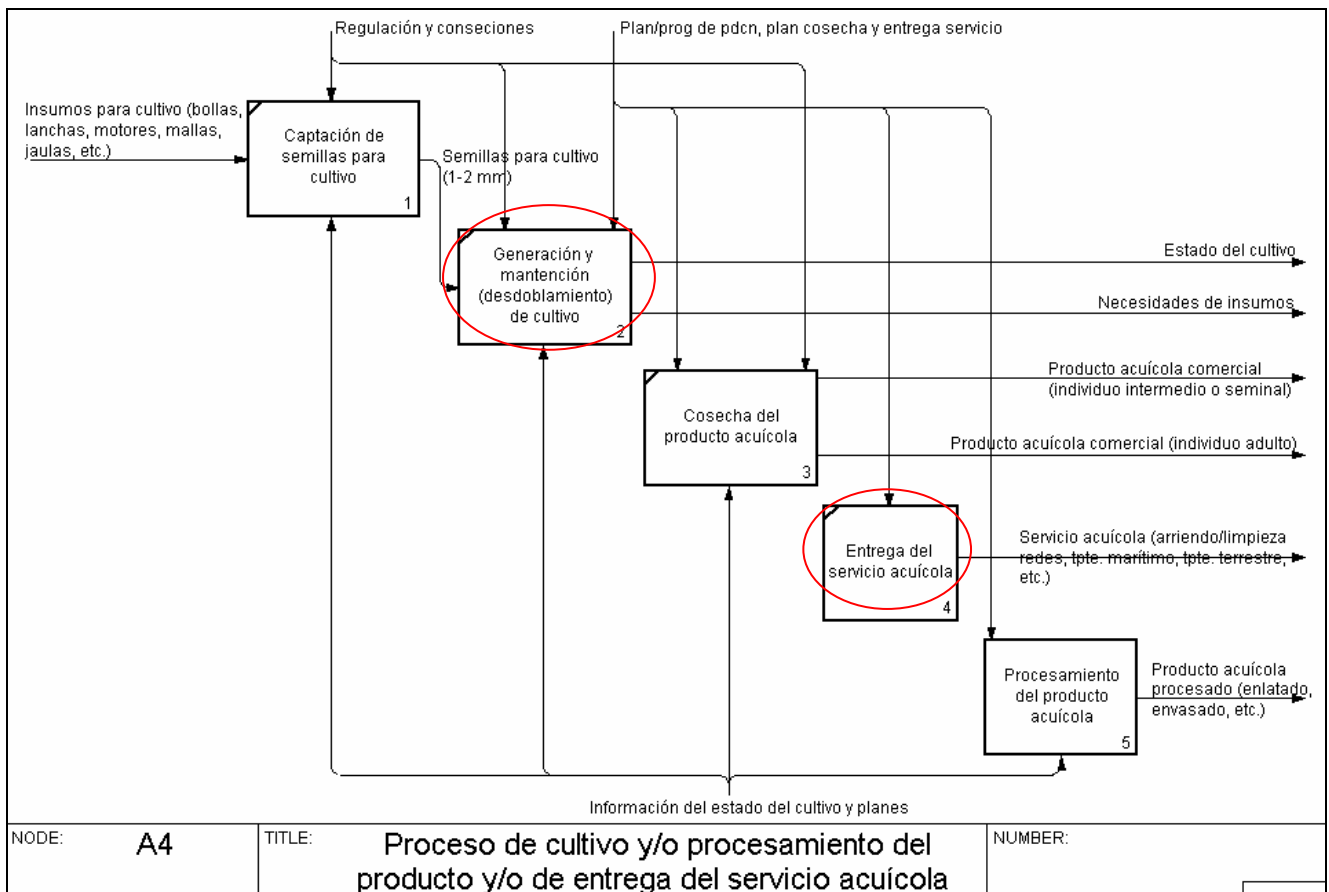 Regulación y conseciones
Plan/prog de pdcn, plan cosecha y entrega servicio
Insumos para cultivo (bollas,
lanchas, motores, mallas,
jaulas, etc.)
Captación de
semillas para
cultivo
1
Semillas para cultivo
(1-2 mm)
Generación y
mantención
(desdoblamiento)
de cultivo
2
Estado del cultivo
Necesidades de insumos
Cosecha del
producto acuícola
3
Producto acuícola comercial
(individuo intermedio o seminal)
Producto acuícola comercial (individuo adulto)
Entrega del
servicio acuícola
4
Servicio acuícola (arriendo/limpieza
redes, tpte. marítimo, tpte. terrestre,
etc.)
Procesamiento
del producto
acuícola
5
Producto acuícola
procesado (enlatado,
envasado, etc.)
Información del estado del cultivo y planes
NODE:
A4
TITLE:
Proceso de cultivo y/o procesamiento del
producto y/o de entrega del servicio acuícola
NUMBER: